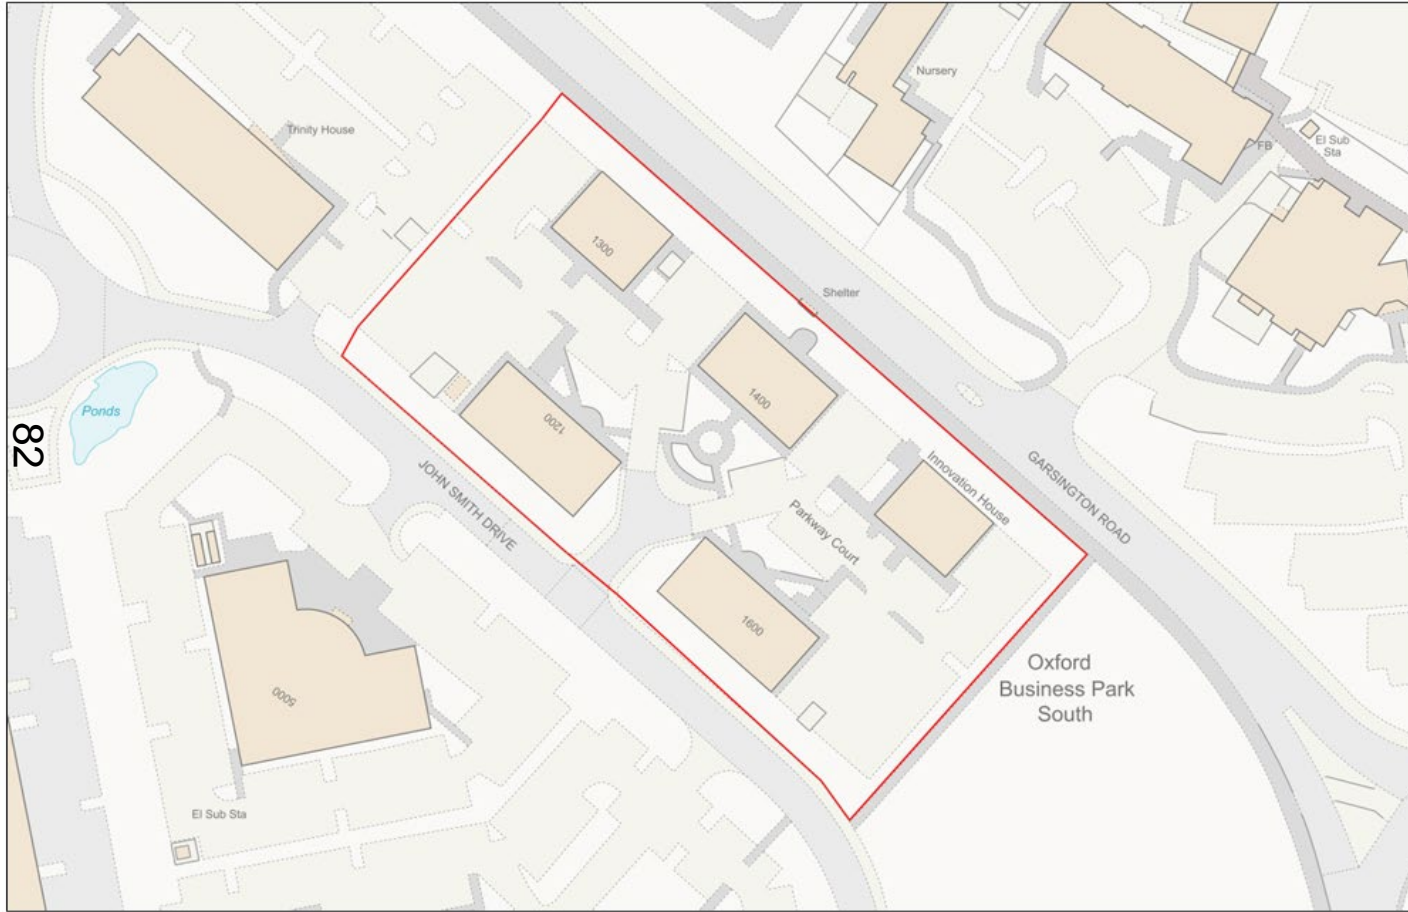 Nursery
Trinity House
El Sub
Sta
FB
1300
Shelter
1400
1200
Ponds
82
JOHN SMITH DRIVE
Innovation House
GARSINGTON ROAD
Parkway Court
1600
Oxford
Business Park
South
5000
El Sub Sta